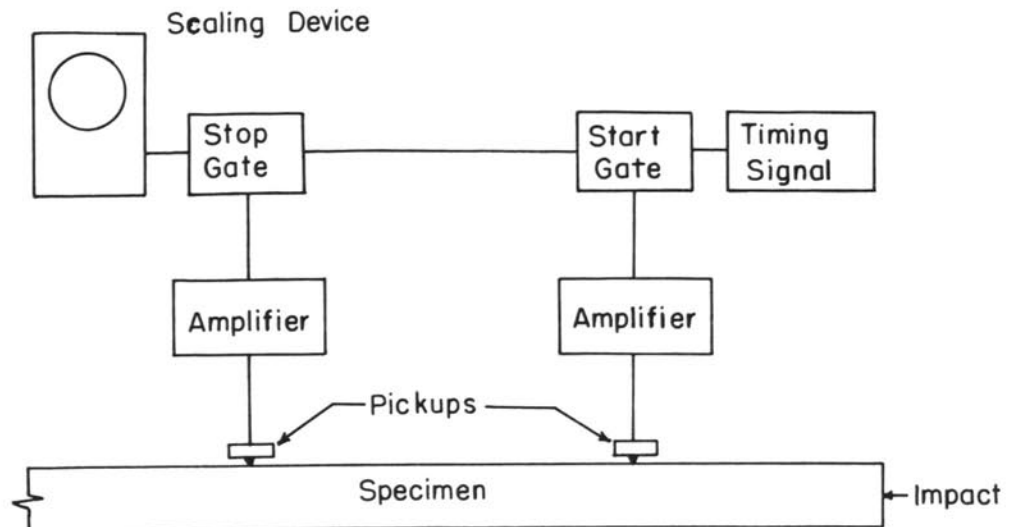 Scaling Device
Stop
Gate
Start
Gate
Timing
Signal
Amplifier
Amplifier
Pickups
Specimen
Impact